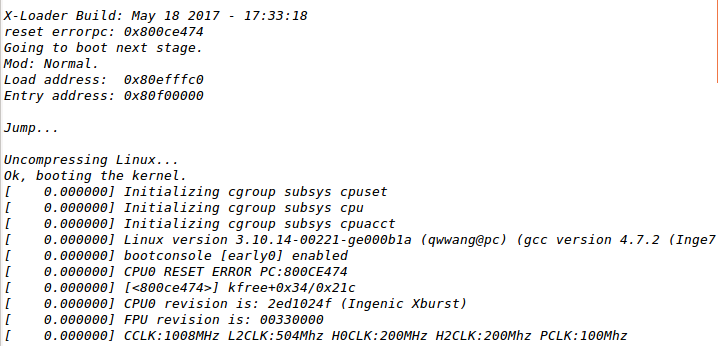 X-Loader Build: May 18 2017 - 17:33:18
reset errorpc: 0x800ce474
Going to boot next stage.
Mod: Normal.
Load address:  0x80efffc0
Entry address: 0x80f00000
Jump...
Uncompressing Linux...
Ok, booting the kernel.
[    0.000000] Initializing cgroup subsys cpuset
[    0.000000] Initializing cgroup subsys cpu
[    0.000000] Initializing cgroup subsys cpuacct
[    0.000000] Linux version 3.10.14-00221-ge000b1a (qwwang@pc) (gcc version 4.7.2 (Inge7
[    0.000000] bootconsole [early0] enabled
[    0.000000] CPU0 RESET ERROR PC:800CE474
[    0.000000] [<800ce474>] kfree+0x34/0x21c
[    0.000000] CPU0 revision is: 2ed1024f (Ingenic Xburst)
[    0.000000] FPU revision is: 00330000
[    0.000000] CCLK:1008MHz L2CLK:504Mhz H0CLK:200MHz H2CLK:200Mhz PCLK:100Mhz